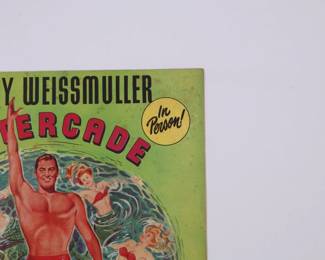 Y WEISSMULLER
In
Person!
ERCADE